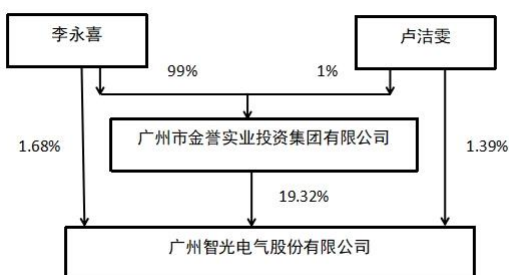 李永喜
卢洁雯
99%
1%
广州市金誉实业投资集团有限公司
1.68%
1.39%
19.32%
广州智光电气股份有限公司